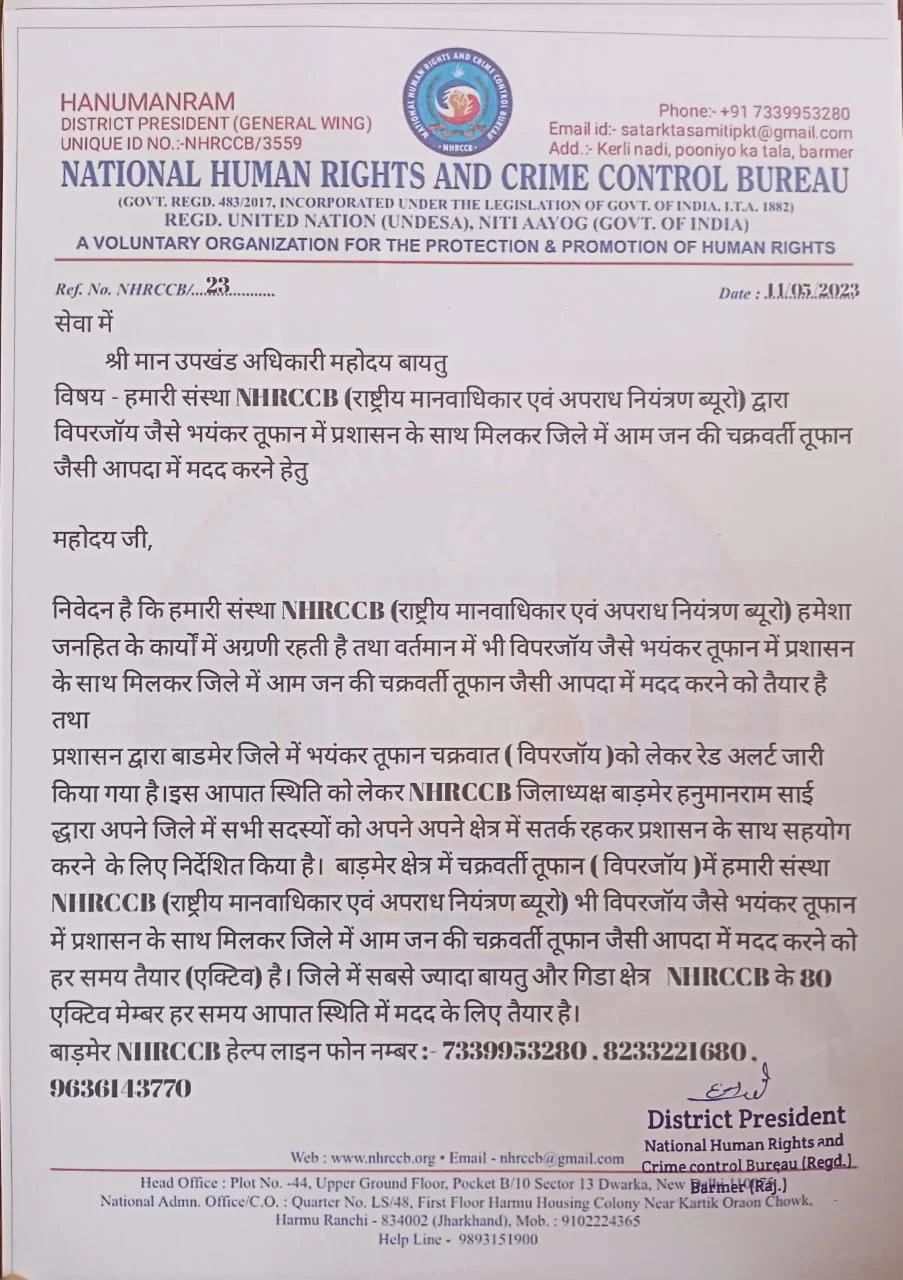 NATIONAL HUMAN RIGHTS AND CRIME CONTROL BUREAU
• NHRCCB •
HANUMANRAM
DISTRICT PRESIDENT (GENERAL WING)
UNIQUE ID NO.:-NHRCCB/3559
Phone:- +91 7339953280
Email id:- satarktasamitipkt@gmail.com
Add.:- Kerli nadi, pooniyo ka tala, barmer
NATIONAL HUMAN RIGHTS AND CRIME CONTROL BUREAU
(GOVT. REGD. 483/2017, INCORPORATED UNDER THE LEGISLATION OF GOVT. OF INDIA, I.T.A. 1882)
REGD. UNITED NATION (UNDESA), NITI AAYOG (GOVT. OF INDIA)
A VOLUNTARY ORGANIZATION FOR THE PROTECTION & PROMOTION OF HUMAN RIGHTS
Ref. No. NHRCCB/....23...........
Date : 11/05/2023
सेवा में
श्री मान उपखंड अधिकारी महोदय बायतु
विषय - हमारी संस्था NHRCCB (राष्ट्रीय मानवाधिकार एवं अपराध नियंत्रण ब्यूरो) द्वारा
विपरजॉय जैसे भयंकर तूफान में प्रशासन के साथ मिलकर जिले में आम जन की चक्रवर्ती तूफान
जैसी आपदा में मदद करने हेतु
महोदय जी,
निवेदन है कि हमारी संस्था NHRCCB (राष्ट्रीय मानवाधिकार एवं अपराध नियंत्रण ब्यूरो) हमेशा
जनहित के कार्यों में अग्रणी रहती है तथा वर्तमान में भी विपरजॉय जैसे भयंकर तूफान में प्रशासन
के साथ मिलकर जिले में आम जन की चक्रवर्ती तूफान जैसी आपदा में मदद करने को तैयार है
तथा
प्रशासन द्वारा बाडमेर जिले में भयंकर तूफान चक्रवात ( विपरजॉय )को लेकर रेड अलर्ट जारी
किया गया है।इस आपात स्थिति को लेकर NHRCCB जिलाध्यक्ष बाड़मेर हनुमानराम साई
द्धारा अपने जिले में सभी सदस्यों को अपने अपने क्षेत्र में सतर्क रहकर प्रशासन के साथ सहयोग
करने के लिए निर्देशित किया है। बाड़मेर क्षेत्र में चक्रवर्ती तूफान ( विपरजॉय )में हमारी संस्था
NHRCCB (राष्ट्रीय मानवाधिकार एवं अपराध नियंत्रण ब्यूरो) भी विपरजॉय जैसे भयंकर तूफान
में प्रशासन के साथ मिलकर जिले में आम जन की चक्रवर्ती तूफान जैसी आपदा में मदद करने को
हर समय तैयार (एक्टिव) है। जिले में सबसे ज्यादा बायतु और गिडा क्षेत्र NHRCCB के 80
एक्टिव मेम्बर हर समय आपात स्थिति में मदद के लिए तैयार है।
बाड़मेर NHRCCB हेल्प लाइन फोन नम्बर :- 7339953280 . 8233221680 .
9636143770
District President
National Human Rights and
Crime control Bureau (Regd.)
Barmer (Raj.)
Web : www.nhrccb.org • Email - nhrccb@gmail.com
Head Office : Plot No. -44, Upper Ground Floor, Pocket B/10 Sector 13 Dwarka, New
National Admn. Office/C.O. : Quarter No. LS/48, First Floor Harmu Housing Colony Near Kartik Oraon Chowk.
Harmu Ranchi - 834002 (Jharkhand), Mob. : 9102224365
Help Line - 9893151900